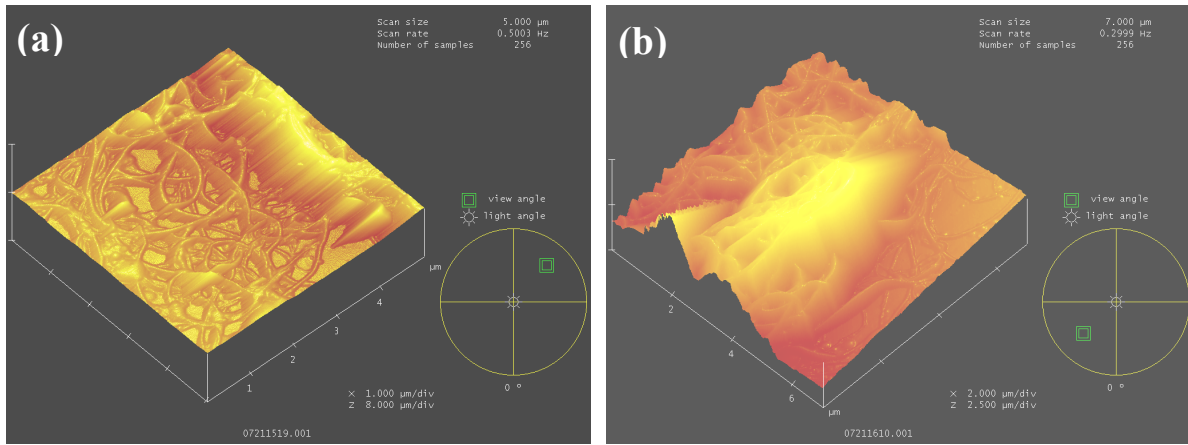 (a)
Scan size 5.000 µm
Scan rate 0.5003 Hz
Number of samples 256
view angle
light angle
µm
4
3
2
1
0 °
X 1.000 µm/div
Z 8.000 µm/div
07211519.001
(b)
Scan size 7.000 µm
Scan rate 0.2999 Hz
Number of samples 256
view angle
light angle
2
4
6
µm
0 °
X 2.000 µm/div
Z 2.500 µm/div
07211610.001